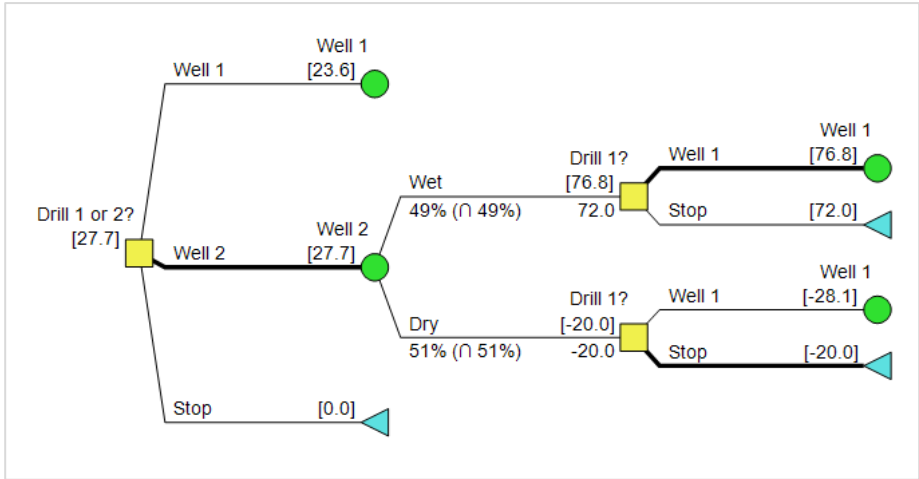 Well 1
Well 1 [23.6]
Well 1
Drill 1? Well 1 [76.8]
Wet [76.8]
49% (∩ 49%) 72.0 Stop [72.0]
Drill 1 or 2? Well 2
[27.7] Well 2 [27.7]
Well 1
Drill 1? Well 1 [-28.1]
Dry [-20.0]
51% (∩ 51%) -20.0 Stop [-20.0]
Stop [0.0]